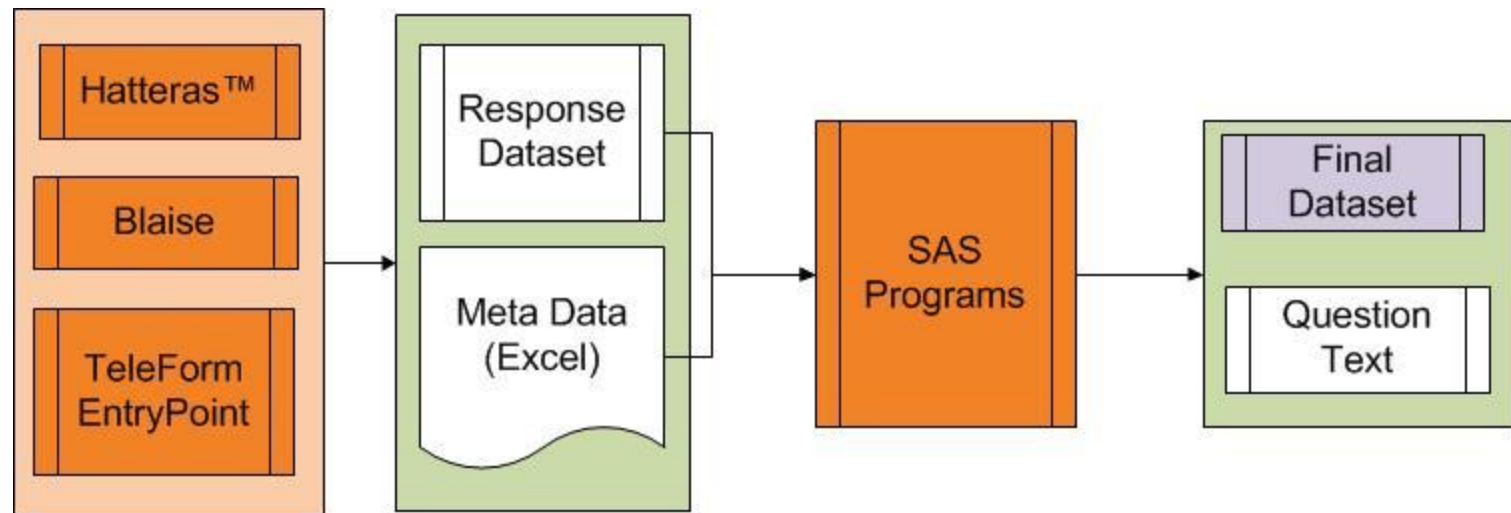 Hatteras™
Blaise
TeleForm
EntryPoint
Response
Dataset
Meta Data
(Excel)
SAS
Programs
Final
Dataset
Question
Text